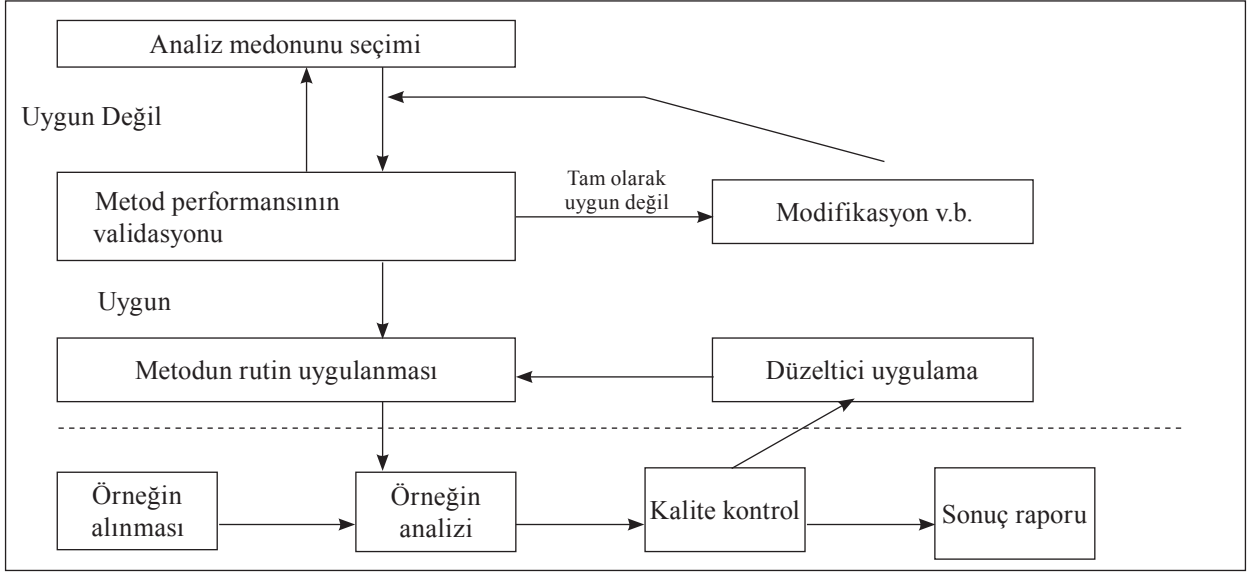 Analiz medonunu seçimi
Uygun Değil
Metod performansının
validasyonu
Tam olarak
uygun değil
Modifikasyon v.b.
Uygun
Metodun rutin uygulanması
Düzeltici uygulama
Örneğin
alınması
Örneğin
analizi
Kalite kontrol
Sonuç raporu